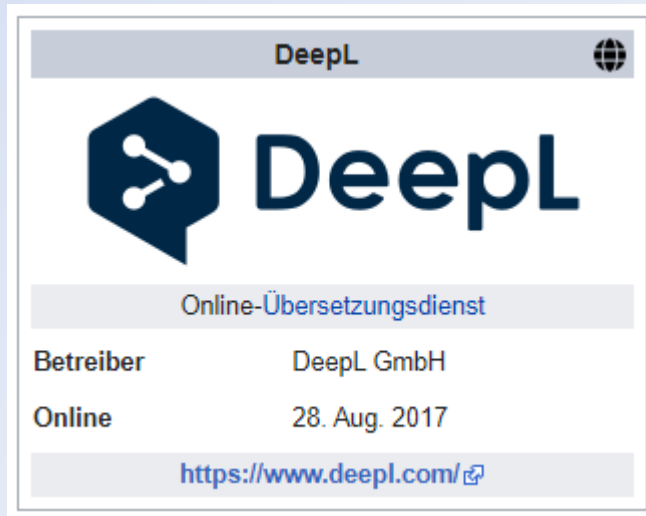 DeepL
DeepL
Online-Übersetzungsdienst
Betreiber DeepL GmbH
Online 28. Aug. 2017
https://www.deepl.com/